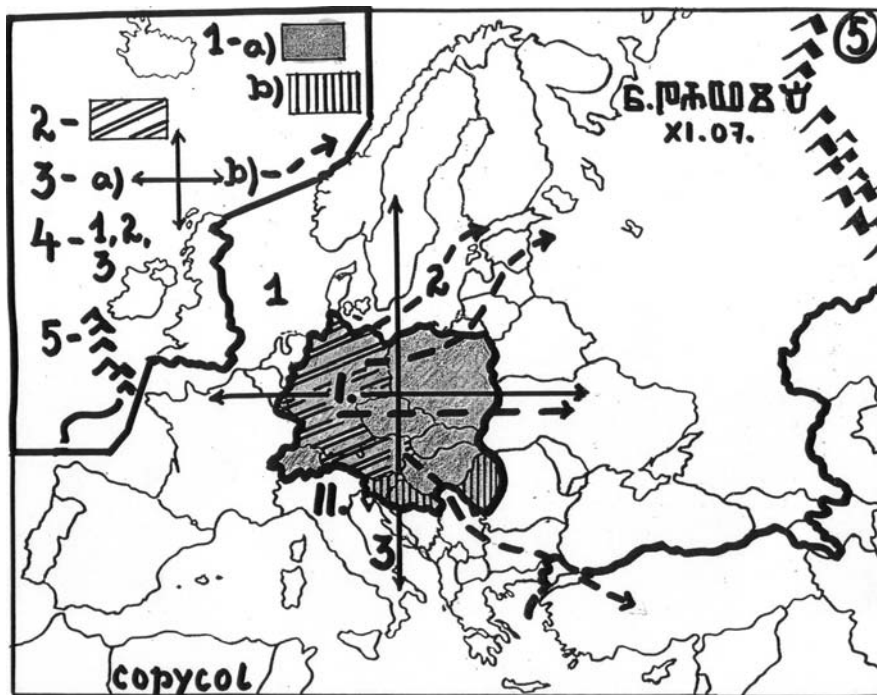 1-a)
5
b)
XI.07.
2-
3- a) b)-
4- 1,2,
3
1
2
5-
I.
II.
3
copycol